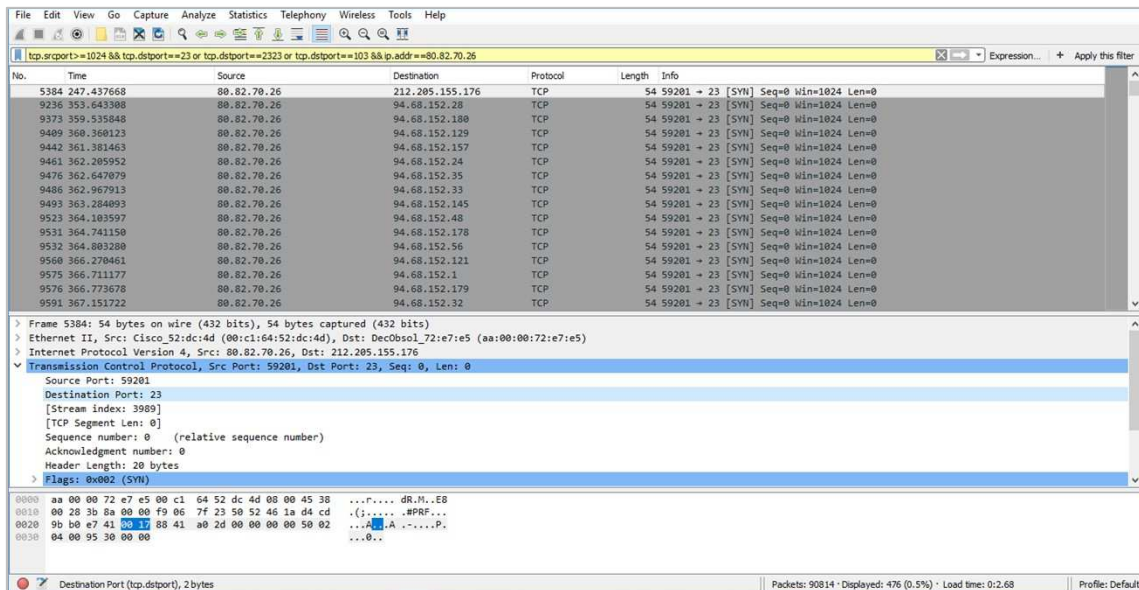 File Edit View Go Capture Analyze Statistics Telephony Wireless Tools Help
tcp.srcport>=1024 && tcp.dstport==23 or tcp.dstport==2323 or tcp.dstport==103 && ip.addr==80.82.70.26 Expression... + Apply this filter
No. Time Source Destination Protocol Length Info
5384 247.437668 80.82.70.26 212.205.155.176 TCP 54 59201 → 23 [SYN] Seq=0 Win=1024 Len=0
9236 353.643308 80.82.70.26 94.68.152.28 TCP 54 59201 → 23 [SYN] Seq=0 Win=1024 Len=0
9373 359.535848 80.82.70.26 94.68.152.180 TCP 54 59201 → 23 [SYN] Seq=0 Win=1024 Len=0
9409 360.360123 80.82.70.26 94.68.152.129 TCP 54 59201 → 23 [SYN] Seq=0 Win=1024 Len=0
9442 361.381463 80.82.70.26 94.68.152.157 TCP 54 59201 → 23 [SYN] Seq=0 Win=1024 Len=0
9461 362.205952 80.82.70.26 94.68.152.24 TCP 54 59201 → 23 [SYN] Seq=0 Win=1024 Len=0
9476 362.647079 80.82.70.26 94.68.152.35 TCP 54 59201 → 23 [SYN] Seq=0 Win=1024 Len=0
9486 362.967913 80.82.70.26 94.68.152.33 TCP 54 59201 → 23 [SYN] Seq=0 Win=1024 Len=0
9493 363.284093 80.82.70.26 94.68.152.145 TCP 54 59201 → 23 [SYN] Seq=0 Win=1024 Len=0
9523 364.103597 80.82.70.26 94.68.152.48 TCP 54 59201 → 23 [SYN] Seq=0 Win=1024 Len=0
9531 364.741150 80.82.70.26 94.68.152.178 TCP 54 59201 → 23 [SYN] Seq=0 Win=1024 Len=0
9532 364.803280 80.82.70.26 94.68.152.56 TCP 54 59201 → 23 [SYN] Seq=0 Win=1024 Len=0
9560 366.270461 80.82.70.26 94.68.152.121 TCP 54 59201 → 23 [SYN] Seq=0 Win=1024 Len=0
9575 366.711177 80.82.70.26 94.68.152.1 TCP 54 59201 → 23 [SYN] Seq=0 Win=1024 Len=0
9576 366.773678 80.82.70.26 94.68.152.179 TCP 54 59201 → 23 [SYN] Seq=0 Win=1024 Len=0
9591 367.151722 80.82.70.26 94.68.152.32 TCP 54 59201 → 23 [SYN] Seq=0 Win=1024 Len=0
Frame 5384: 54 bytes on wire (432 bits), 54 bytes captured (432 bits)
Ethernet II, Src: Cisco_52:dc:4d (00:c1:64:52:dc:4d), Dst: DecObsol_72:e7:e5 (aa:00:00:72:e7:e5)
Internet Protocol Version 4, Src: 80.82.70.26, Dst: 212.205.155.176
Transmission Control Protocol, Src Port: 59201, Dst Port: 23, Seq: 0, Len: 0
Source Port: 59201
Destination Port: 23
[Stream index: 3989]
[TCP Segment Len: 0]
Sequence number: 0 (relative sequence number)
Acknowledgment number: 0
Header Length: 20 bytes
Flags: 0x002 (SYN)
0000 aa 00 00 72 e7 e5 00 c1 64 52 dc 4d 08 00 45 38 ...r.... dR.M..E8
0010 00 28 3b 8a 00 00 f9 06 7f 23 50 52 46 1a d4 cd .(;..... .#PRF...
0020 9b b0 e7 41 00 17 88 41 a0 2d 00 00 00 00 50 02 ...A...A .-....P.
0030 04 00 95 30 00 00 ...0..
Destination Port (tcp.dstport), 2 bytes Packets: 90814 · Displayed: 476 (0.5%) · Load time: 0:2.68 Profile: Default